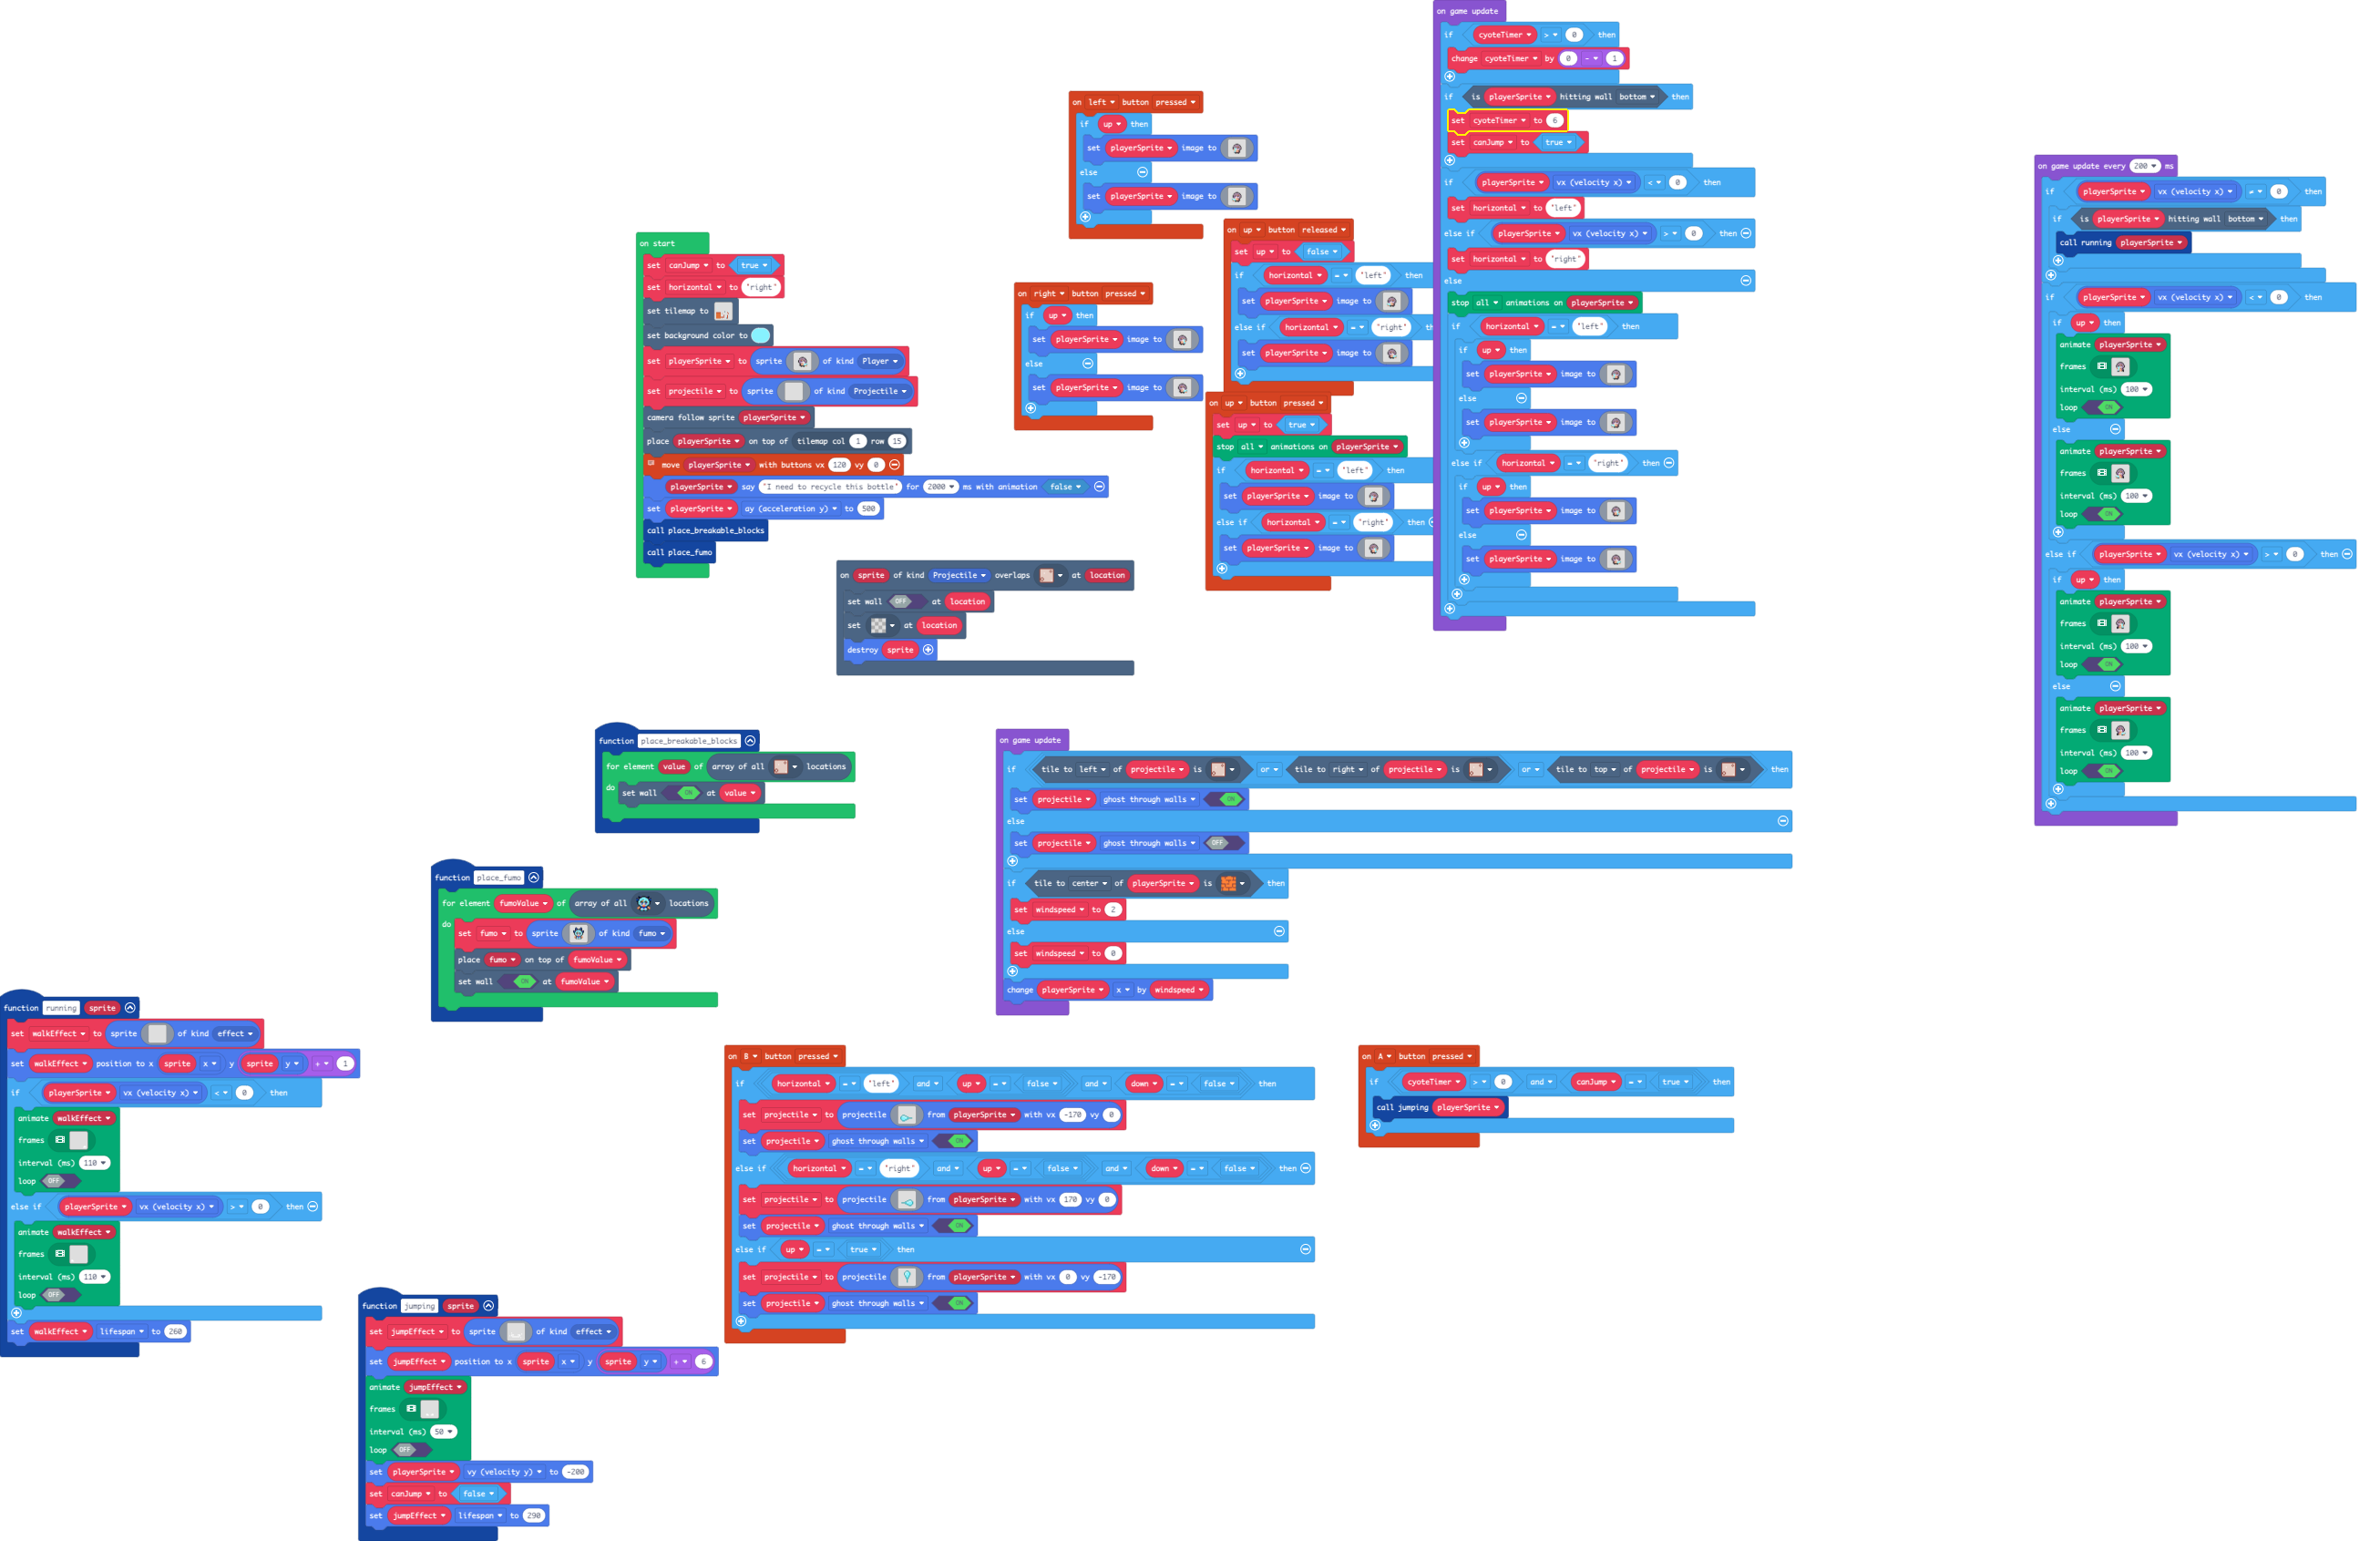 on start
set canJump to true
set horizontal to "right"
set tilemap to
set background color to
set playerSprite to sprite of kind Player
set projectile to sprite of kind Projectile
camera follow sprite playerSprite
place playerSprite on top of tilemap col 1 row 15
move playerSprite with buttons vx 120 vy 0
playerSprite say "I need to recycle this bottle" for 2000 ms with animation false
set playerSprite ay (acceleration y) to 500
call place_breakable_blocks
call place_fumo
on left button pressed
if up then
set playerSprite image to
else
set playerSprite image to
on right button pressed
if up then
set playerSprite image to
else
set playerSprite image to
on up button released
set up to false
if horizontal = "left" then
set playerSprite image to
else if horizontal = "right" th
set playerSprite image to
on up button pressed
set up to true
stop all animations on playerSprite
if horizontal = "left" then
set playerSprite image to
else if horizontal = "right" then
set playerSprite image to
on game update
if cyoteTimer > 0 then
change cyoteTimer by 0 - 1
if is playerSprite hitting wall bottom then
set cyoteTimer to 6
set canJump to true
if playerSprite vx (velocity x) < 0 then
set horizontal to "left"
else if playerSprite vx (velocity x) > 0 then
set horizontal to "right"
else
stop all animations on playerSprite
if horizontal = "left" then
if up then
set playerSprite image to
else
set playerSprite image to
else if horizontal = "right" then
if up then
set playerSprite image to
else
set playerSprite image to
on game update every 200 ms
if playerSprite vx (velocity x) ≠ 0 then
if is playerSprite hitting wall bottom then
call running playerSprite
if playerSprite vx (velocity x) < 0 then
if up then
animate playerSprite
frames
interval (ms) 100
loop ON
else
animate playerSprite
frames
interval (ms) 100
loop ON
else if playerSprite vx (velocity x) > 0 then
if up then
animate playerSprite
frames
interval (ms) 100
loop ON
else
animate playerSprite
frames
interval (ms) 100
loop ON
on sprite of kind Projectile overlaps at location
set wall OFF at location
set at location
destroy sprite
function place_breakable_blocks
for element value of array of all locations
do set wall ON at value
on game update
if tile to left of projectile is or tile to right of projectile is or tile to top of projectile is then
set projectile ghost through walls ON
else
set projectile ghost through walls OFF
if tile to center of playerSprite is then
set windspeed to 2
else
set windspeed to 0
change playerSprite x by windspeed
function place_fumo
for element fumoValue of array of all locations
do
set fumo to sprite of kind fumo
place fumo on top of fumoValue
set wall ON at fumoValue
function running sprite
set walkEffect to sprite of kind effect
set walkEffect position to x sprite x y sprite y + 1
if playerSprite vx (velocity x) < 0 then
animate walkEffect
frames
interval (ms) 110
loop OFF
else if playerSprite vx (velocity x) > 0 then
animate walkEffect
frames
interval (ms) 110
loop OFF
set walkEffect lifespan to 260
on B button pressed
if horizontal = "left" and up = false and down = false then
set projectile to projectile from playerSprite with vx -170 vy 0
set projectile ghost through walls ON
else if horizontal = "right" and up = false and down = false then
set projectile to projectile from playerSprite with vx 170 vy 0
set projectile ghost through walls ON
else if up = true then
set projectile to projectile from playerSprite with vx 0 vy -170
set projectile ghost through walls ON
on A button pressed
if cyoteTimer > 0 and canJump = true then
call jumping playerSprite
function jumping sprite
set jumpEffect to sprite of kind effect
set jumpEffect position to x sprite x y sprite y + 6
animate jumpEffect
frames
interval (ms) 50
loop OFF
set playerSprite vy (velocity y) to -200
set canJump to false
set jumpEffect lifespan to 290